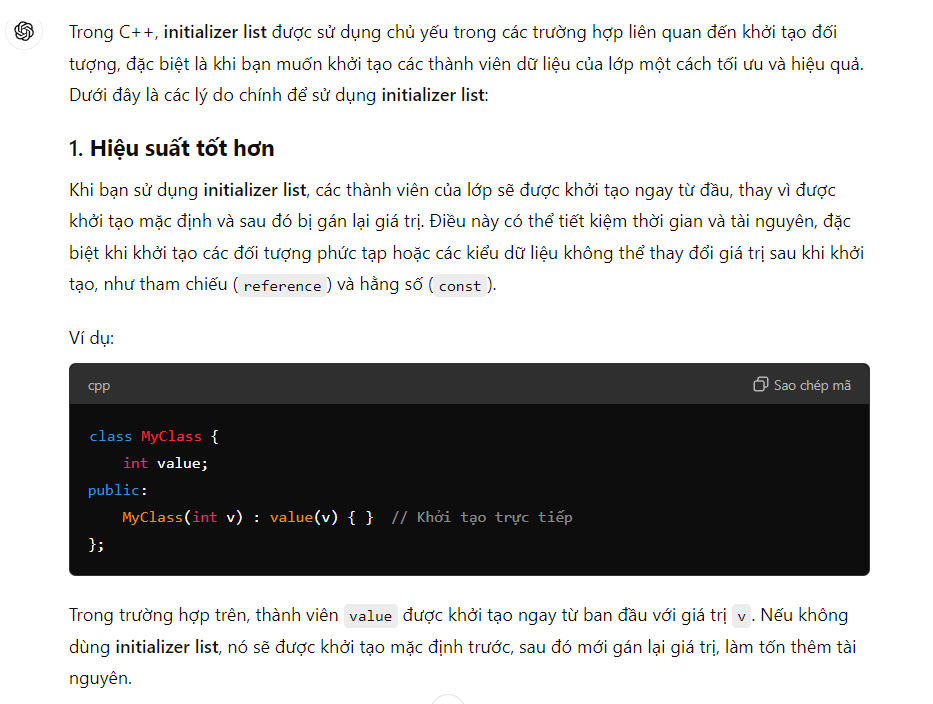 Trong C++, initializer list được sử dụng chủ yếu trong các trường hợp liên quan đến khởi tạo đối
tượng, đặc biệt là khi bạn muốn khởi tạo các thành viên dữ liệu của lớp một cách tối ưu và hiệu quả.
Dưới đây là các lý do chính để sử dụng initializer list:
1. Hiệu suất tốt hơn
Khi bạn sử dụng initializer list, các thành viên của lớp sẽ được khởi tạo ngay từ đầu, thay vì được
khởi tạo mặc định và sau đó bị gán lại giá trị. Điều này có thể tiết kiệm thời gian và tài nguyên, đặc
biệt khi khởi tạo các đối tượng phức tạp hoặc các kiểu dữ liệu không thể thay đổi giá trị sau khi khởi
tạo, như tham chiếu (reference) và hằng số (const).
Ví dụ:
cpp Sao chép mã
class MyClass {
    int value;
public:
    MyClass(int v) : value(v) { }  // Khởi tạo trực tiếp
};
Trong trường hợp trên, thành viên value được khởi tạo ngay từ ban đầu với giá trị v. Nếu không
dùng initializer list, nó sẽ được khởi tạo mặc định trước, sau đó mới gán lại giá trị, làm tốn thêm tài
nguyên.